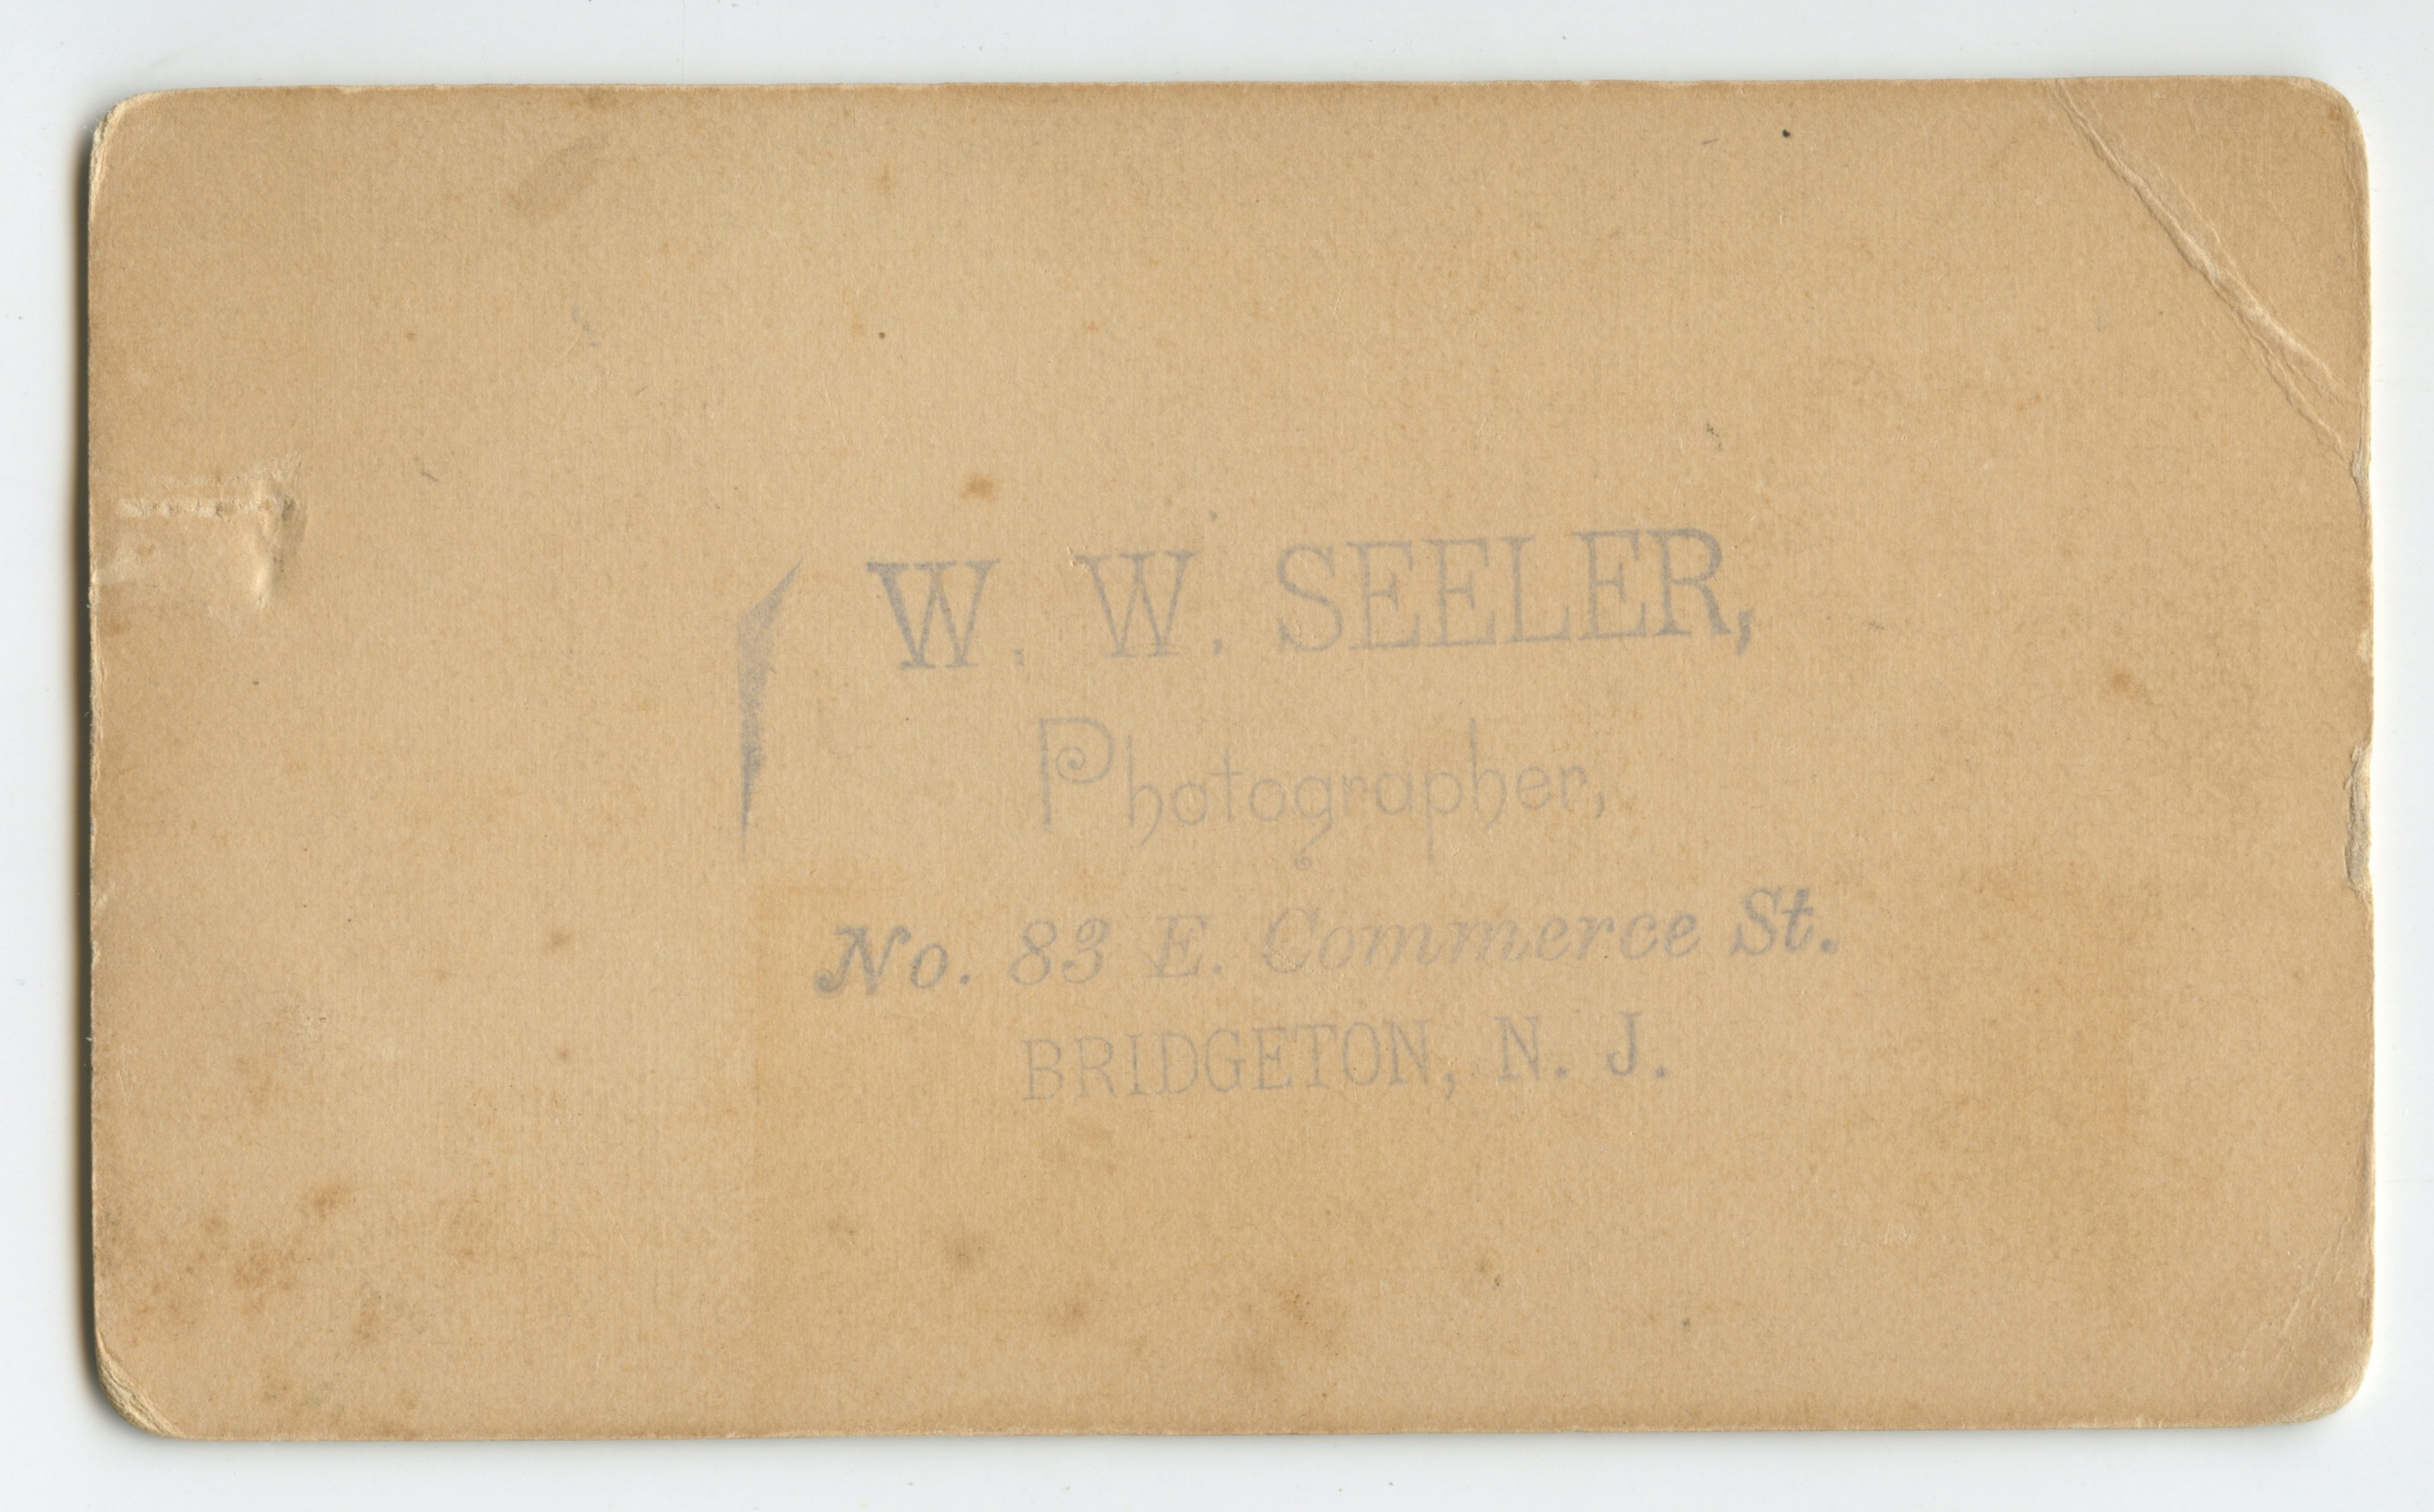 W. W. SEELER,
Photographer,
No. 83 E. Commerce St.
BRIDGETON, N. J.